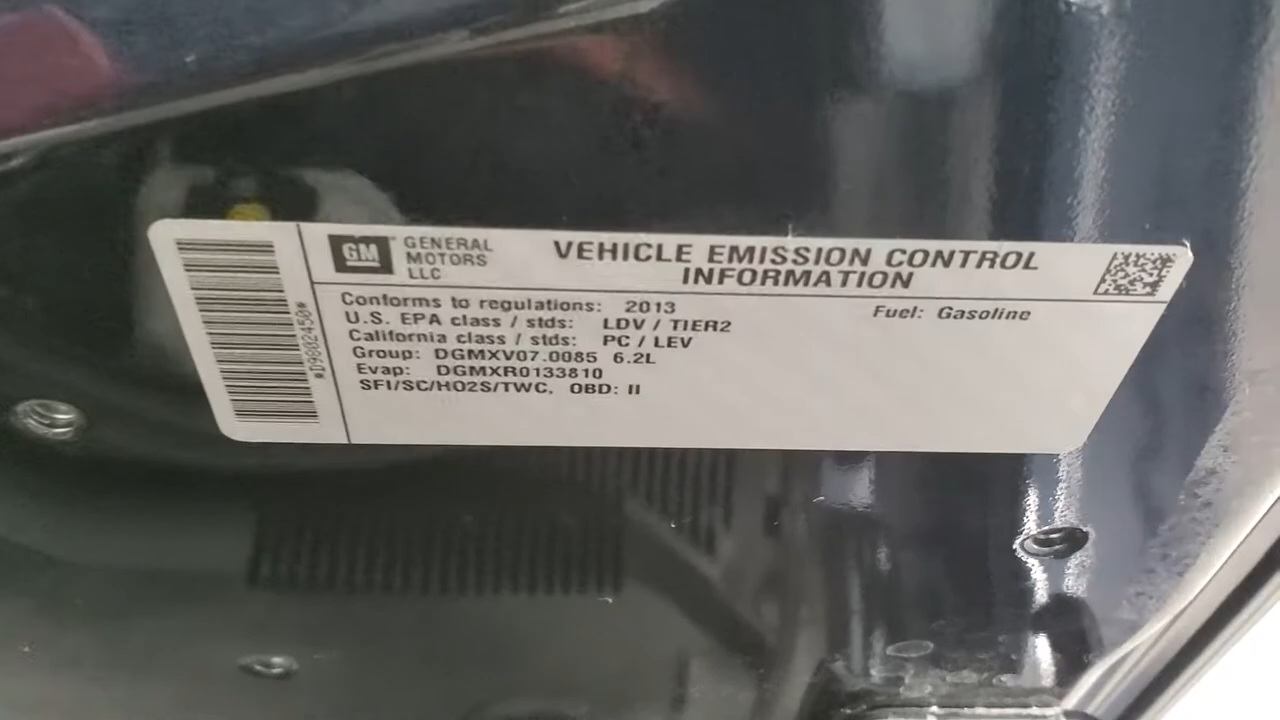 *D9802450*
GM GENERAL MOTORS LLC
VEHICLE EMISSION CONTROL
INFORMATION
Conforms to regulations: 2013
Fuel: Gasoline
U.S. EPA class / stds: LDV / TIER2
California class / stds: PC / LEV
Group: DGMXV07.0085 6.2L
Evap: DGMXR0133810
SFI/SC/HO2S/TWC, OBD: II